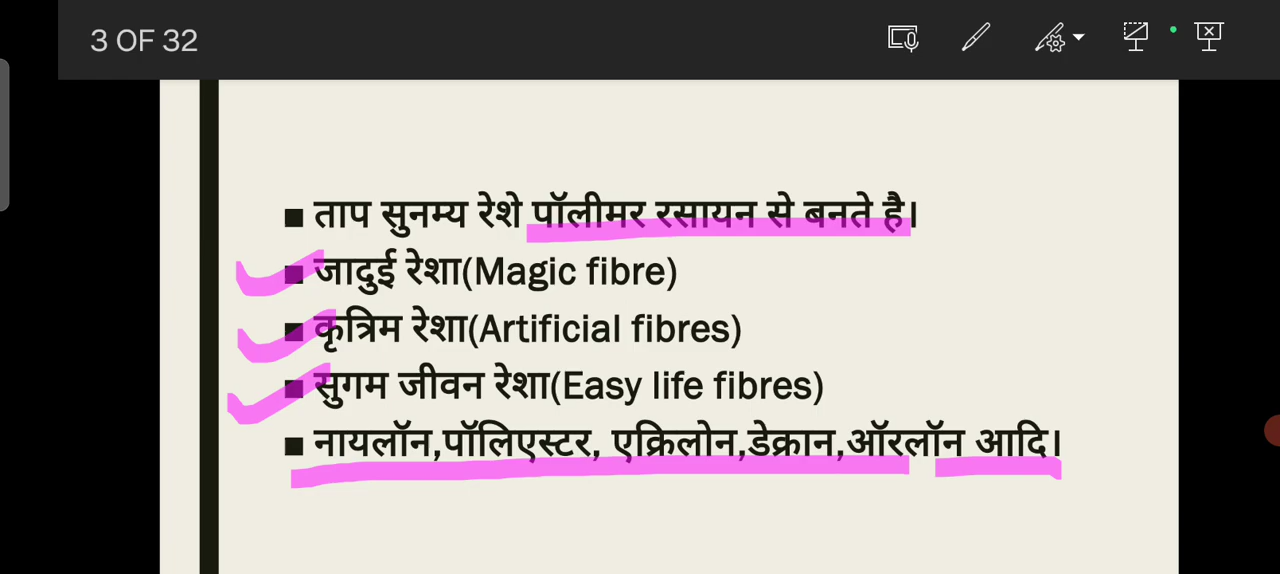 3 OF 32
■ ताप सुनम्य रेशे पॉलीमर रसायन से बनते है।
■ जादुई रेशा(Magic fibre)
■ कृत्रिम रेशा(Artificial fibres)
■ सुगम जीवन रेशा(Easy life fibres)
■ नायलॉन,पॉलिएस्टर, एक्रिलोन,डेक्रान,ऑरलॉन आदि।